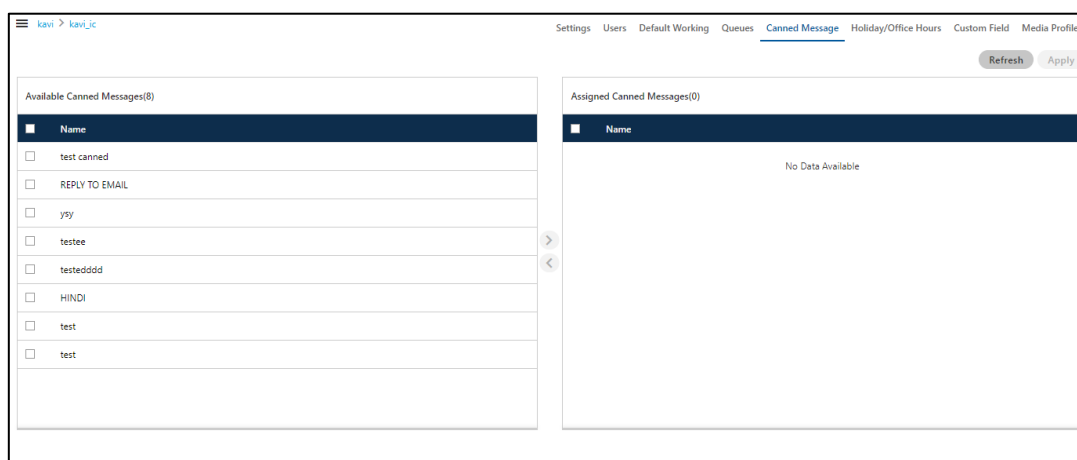 kavi > kavi_ic
Settings Users Default Working Queues Canned Message Holiday/Office Hours Custom Field Media Profile
Refresh Apply
Available Canned Messages(8)
Name
test canned
REPLY TO EMAIL
ysy
testee
testedddd
HINDI
test
test
Assigned Canned Messages(0)
Name
No Data Available